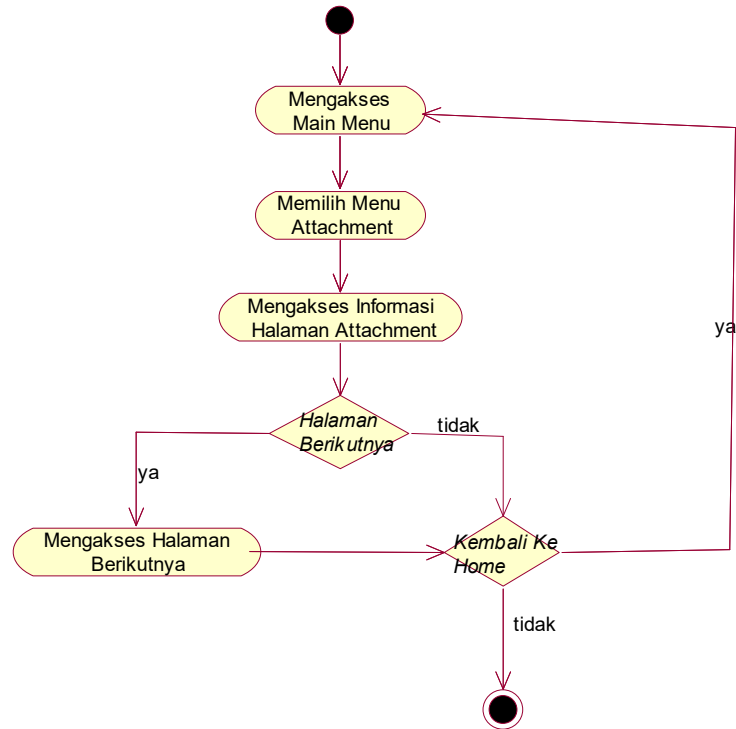 Mengakses
Main Menu
Memilih Menu
Attachment
Mengakses Informasi
Halaman Attachment
ya
Halaman
Berikutnya
tidak
ya
Mengakses Halaman
Berikutnya
Kembali Ke
Home
tidak